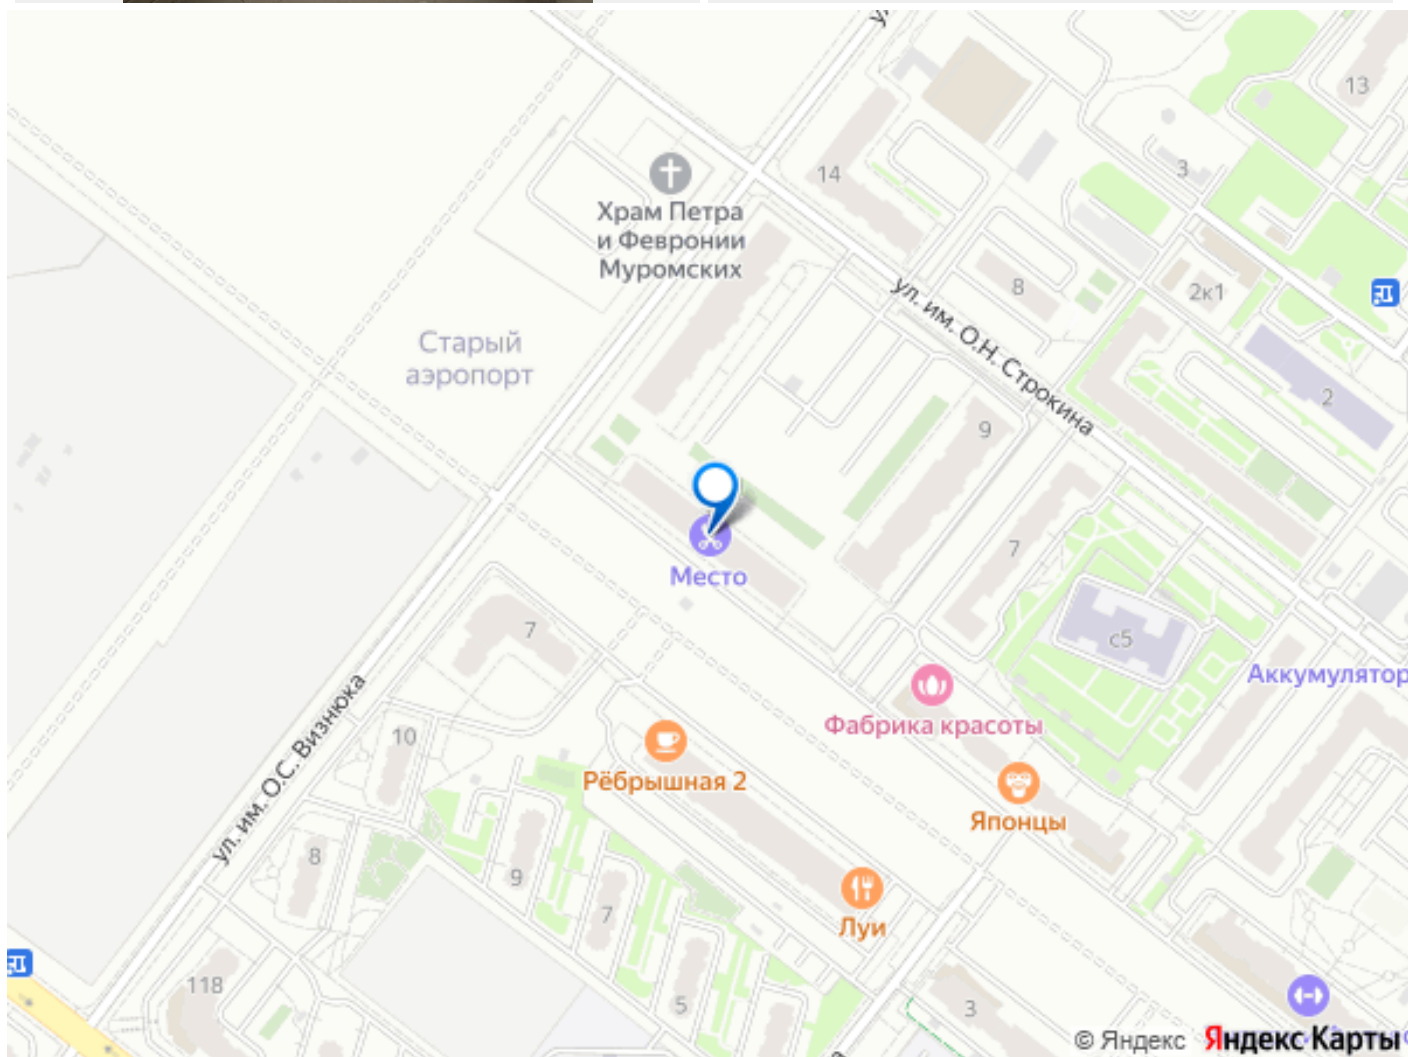 13
3
14
Храм Петра
и Февронии
Муромских
8
2к1
ул. им. О.Н. Строкина
Старый
аэропорт
2
9
7
Место
7
с5
Аккумулятор
Фабрика красоты
ул. им. О.С. Визнюка
10
Рёбрышная 2
Японцы
8
9
7
Луи
118
5
3
© Яндекс Яндекс Карты